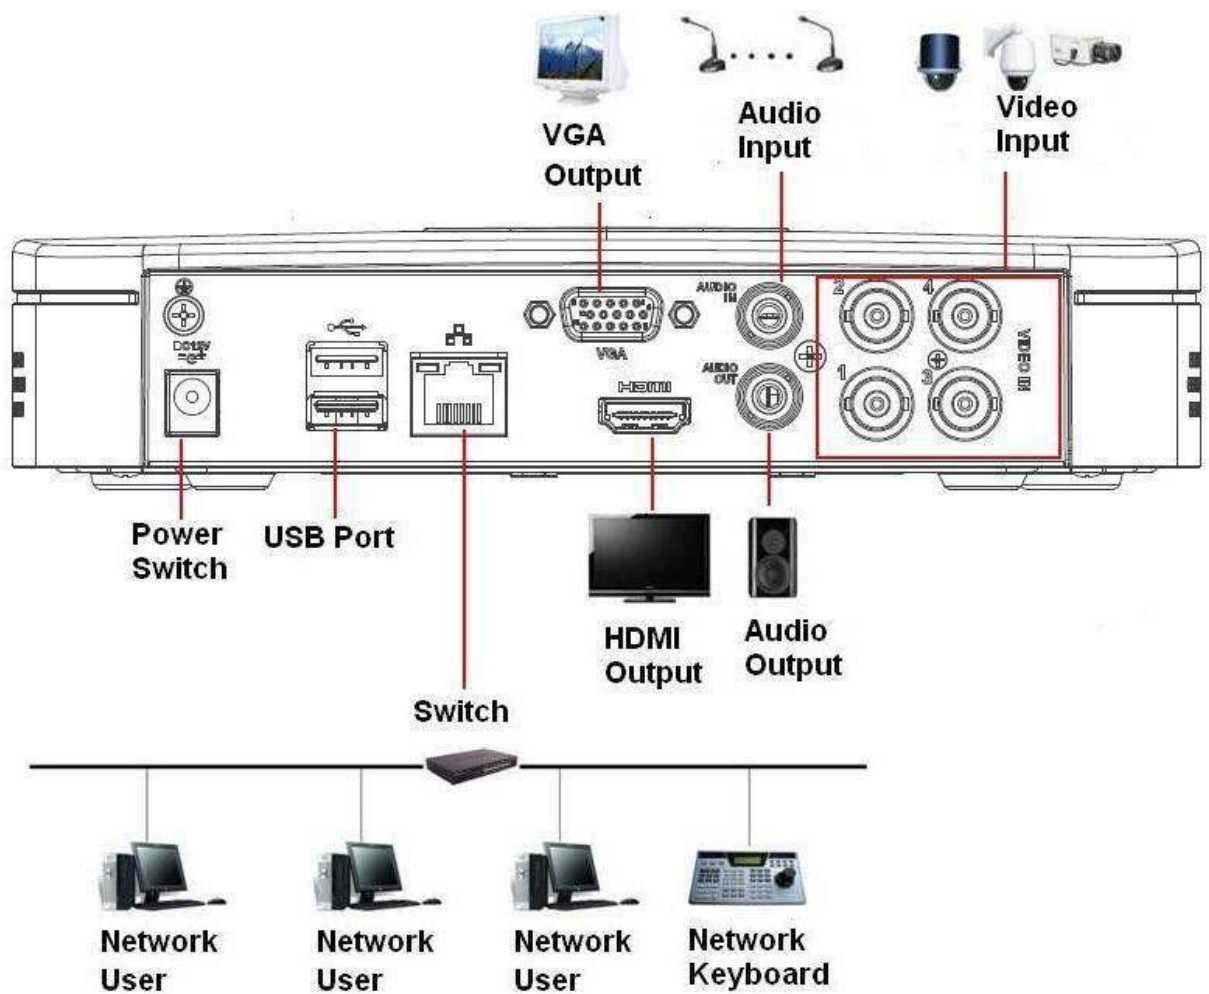 VGA
Output
Audio
Input
Video
Input
AUDIO
IN
2
4
DC12V
VGA
HDMI
AUDIO
OUT
1
3
VIDEO IN
Power
Switch
USB Port
HDMI
Output
Audio
Output
Switch
Network
User
Network
User
Network
User
Network
Keyboard